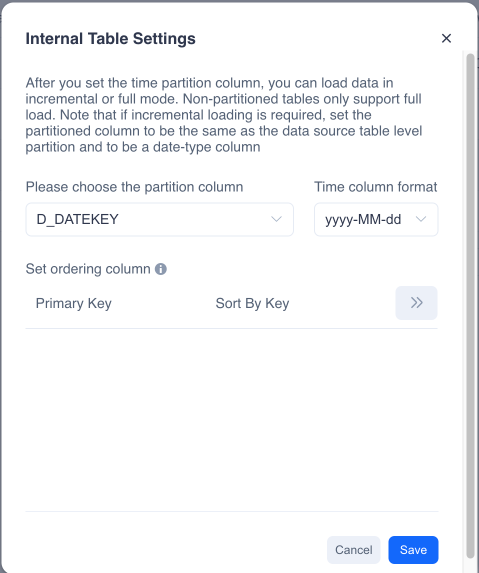 Internal Table Settings
After you set the time partition column, you can load data in
incremental or full mode. Non-partitioned tables only support full
load. Note that if incremental loading is required, set the
partitioned column to be the same as the data source table level
partition and to be a date-type column
Please choose the partition column
Time column format
D_DATEKEY
yyyy-MM-dd
Set ordering column
Primary Key
Sort By Key
Cancel
Save